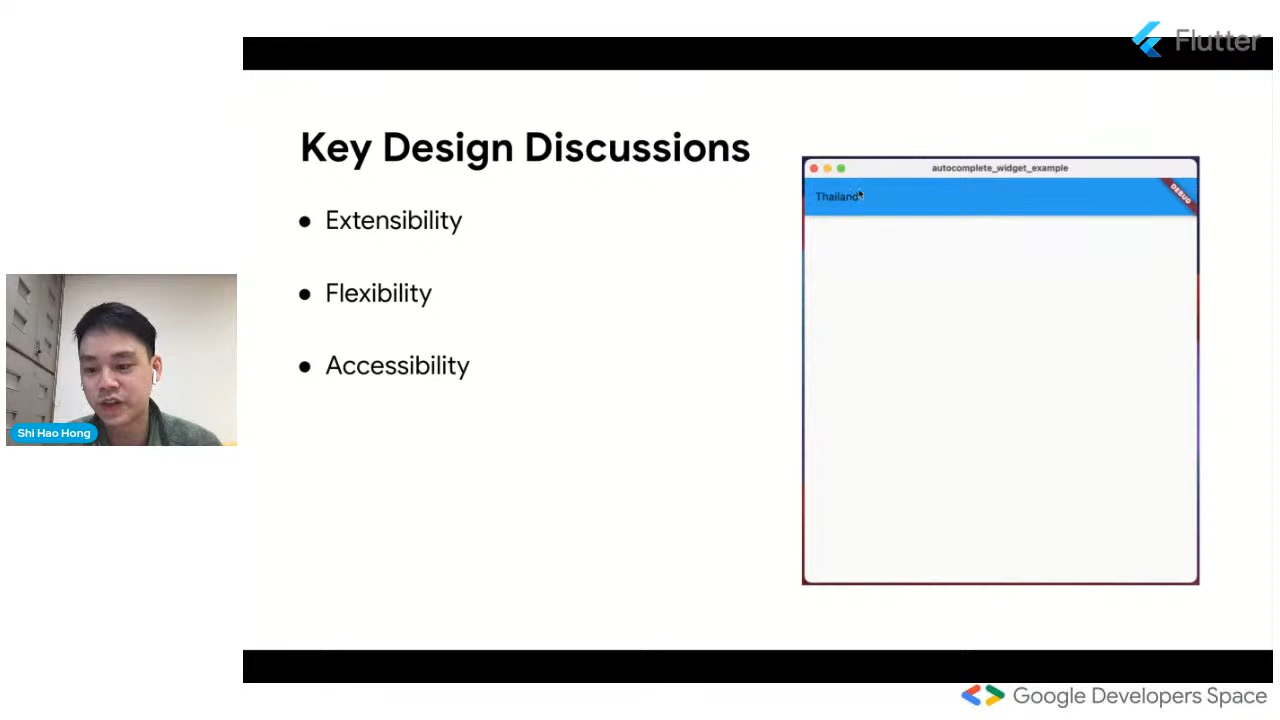 Flutter
Key Design Discussions
● Extensibility
● Flexibility
● Accessibility
autocomplete_widget_example
Thailand
DEBUG
Shi Hao Hong
Google Developers Space